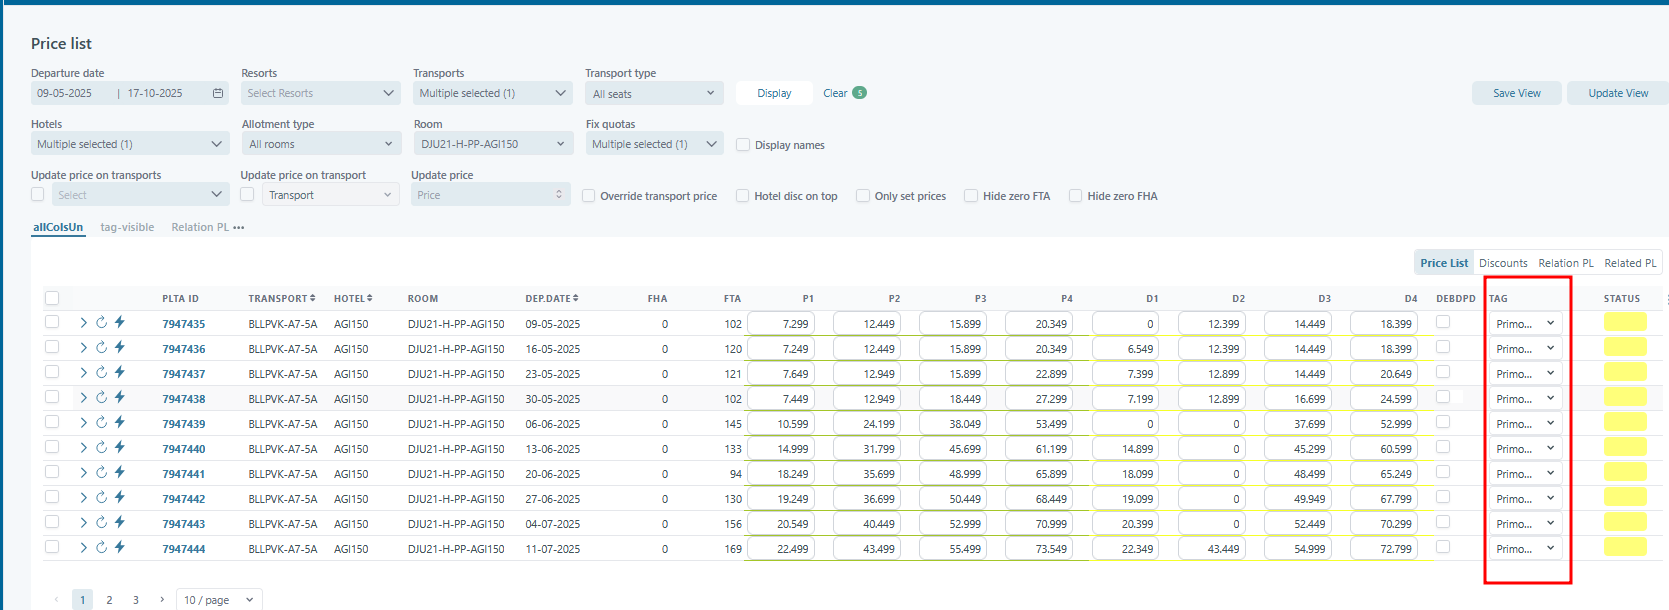 Price list
Departure date Resorts Transports Transport type
09-05-2025 | 17-10-2025 Select Resorts Multiple selected (1) All seats Display Clear 5 Save View Update View
Hotels Allotment type Room Fix quotas
Multiple selected (1) All rooms DJU21-H-PP-AGI150 Multiple selected (1) Display names
Update price on transports Update price on transport Update price
Select Transport Price Override transport price Hotel disc on top Only set prices Hide zero FTA Hide zero FHA
allColsUn tag-visible Relation PL •••
Price List Discounts Relation PL Related PL
PLTA ID TRANSPORT HOTEL ROOM DEP.DATE FHA FTA P1 P2 P3 P4 D1 D2 D3 D4 DEBDPD TAG STATUS
7947435 BLLPVK-A7-5A AGI150 DJU21-H-PP-AGI150 09-05-2025 0 102 7.299 12.449 15.899 20.349 0 12.399 14.449 18.399 Primo...
7947436 BLLPVK-A7-5A AGI150 DJU21-H-PP-AGI150 16-05-2025 0 120 7.249 12.449 15.899 20.349 6.549 12.399 14.449 18.399 Primo...
7947437 BLLPVK-A7-5A AGI150 DJU21-H-PP-AGI150 23-05-2025 0 121 7.649 12.949 15.899 22.899 7.399 12.899 14.449 20.649 Primo...
7947438 BLLPVK-A7-5A AGI150 DJU21-H-PP-AGI150 30-05-2025 0 102 7.449 12.949 18.449 27.299 7.199 12.899 16.699 24.599 Primo...
7947439 BLLPVK-A7-5A AGI150 DJU21-H-PP-AGI150 06-06-2025 0 145 10.599 24.199 38.049 53.499 0 0 37.699 52.999 Primo...
7947440 BLLPVK-A7-5A AGI150 DJU21-H-PP-AGI150 13-06-2025 0 133 14.999 31.799 45.699 61.199 14.899 0 45.299 60.599 Primo...
7947441 BLLPVK-A7-5A AGI150 DJU21-H-PP-AGI150 20-06-2025 0 94 18.249 35.699 48.999 65.899 18.099 0 48.499 65.249 Primo...
7947442 BLLPVK-A7-5A AGI150 DJU21-H-PP-AGI150 27-06-2025 0 130 19.249 36.699 50.449 68.449 19.099 0 49.949 67.799 Primo...
7947443 BLLPVK-A7-5A AGI150 DJU21-H-PP-AGI150 04-07-2025 0 156 20.549 40.449 52.999 70.999 20.399 0 52.449 70.299 Primo...
7947444 BLLPVK-A7-5A AGI150 DJU21-H-PP-AGI150 11-07-2025 0 169 22.499 43.499 55.499 73.549 22.349 43.449 54.999 72.799 Primo...
1 2 3 10 / page